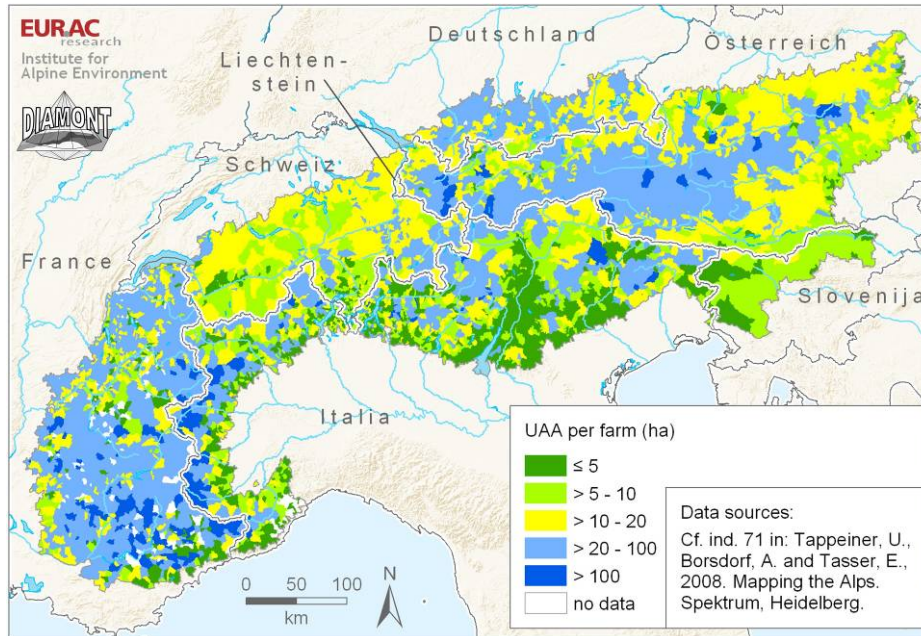 EURAC
research
Institute for
Alpine Environment
DIAMONT
Deutschland
Österreich
Liechten-
stein
Schweiz
France
Slovenija
Italia
UAA per farm (ha)
≤ 5
> 5 - 10
> 10 - 20
> 20 - 100
> 100
no data
Data sources:
Cf. ind. 71 in: Tappeiner, U.,
Borsdorf, A. and Tasser, E.,
2008. Mapping the Alps.
Spektrum, Heidelberg.
0 50 100
km
N